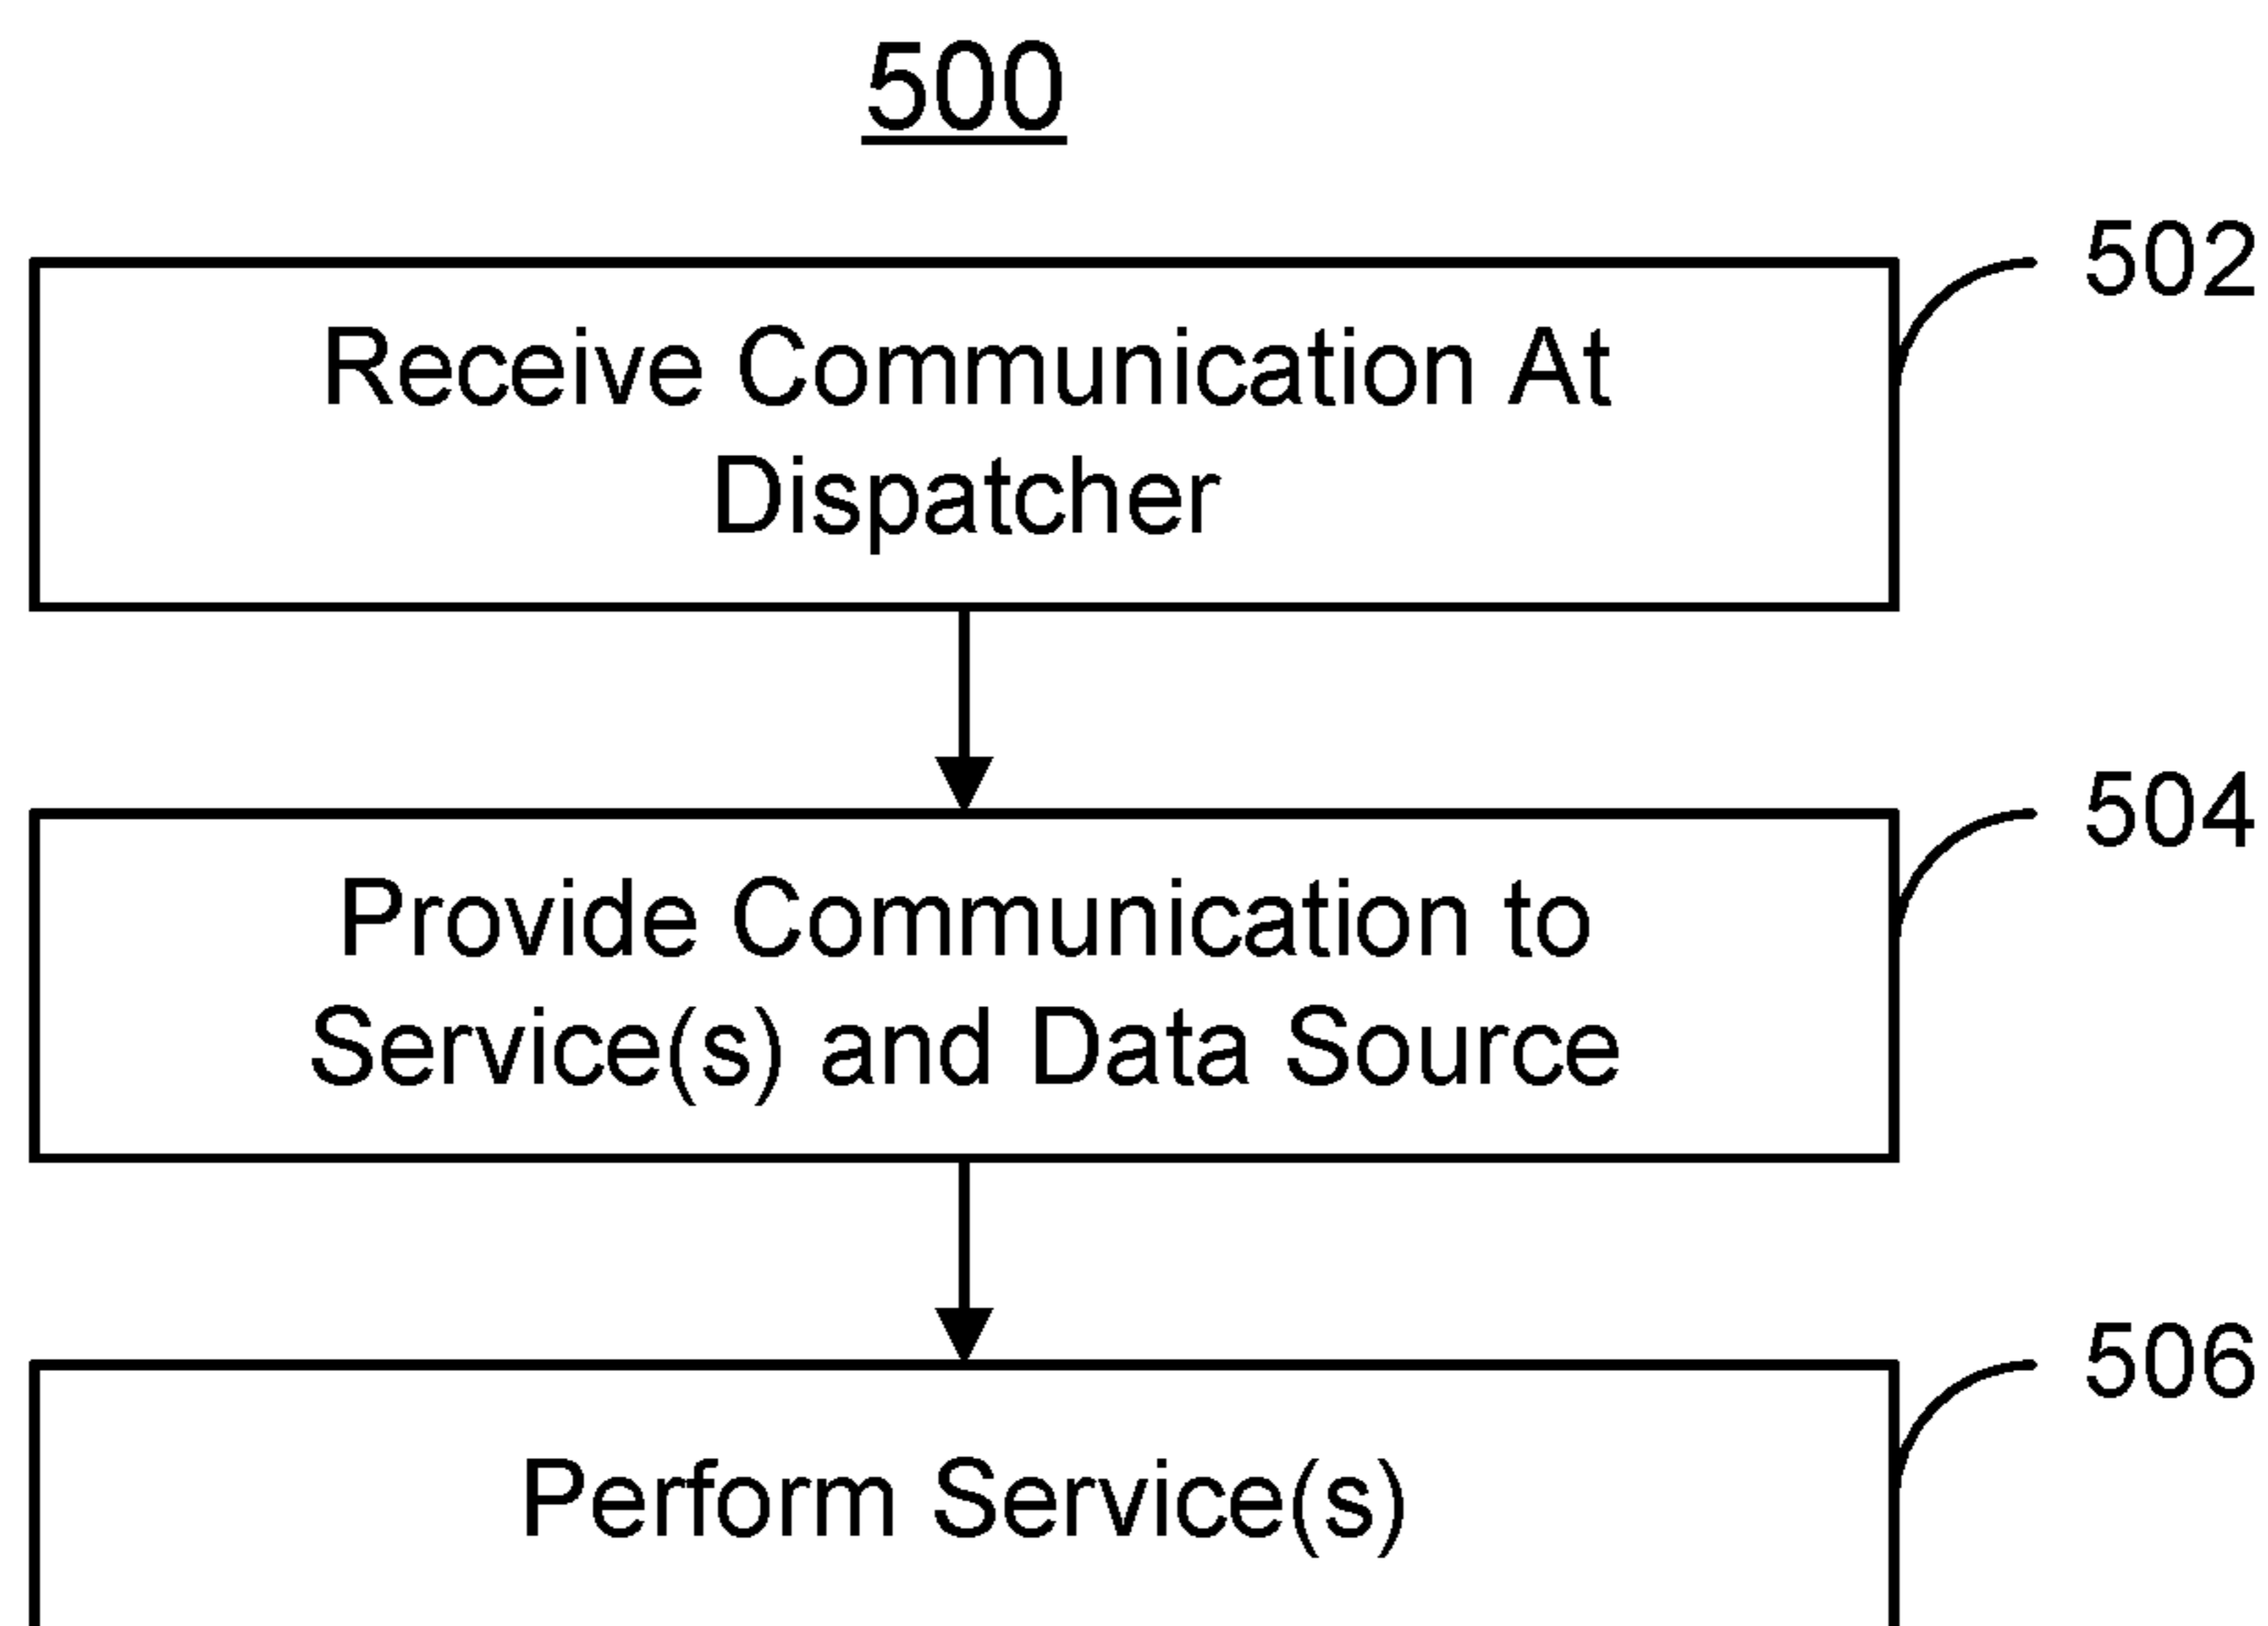 500
502
Receive Communication At
Dispatcher
504
Provide Communication to
Service(s) and Data Source
506
Perform Service(s)